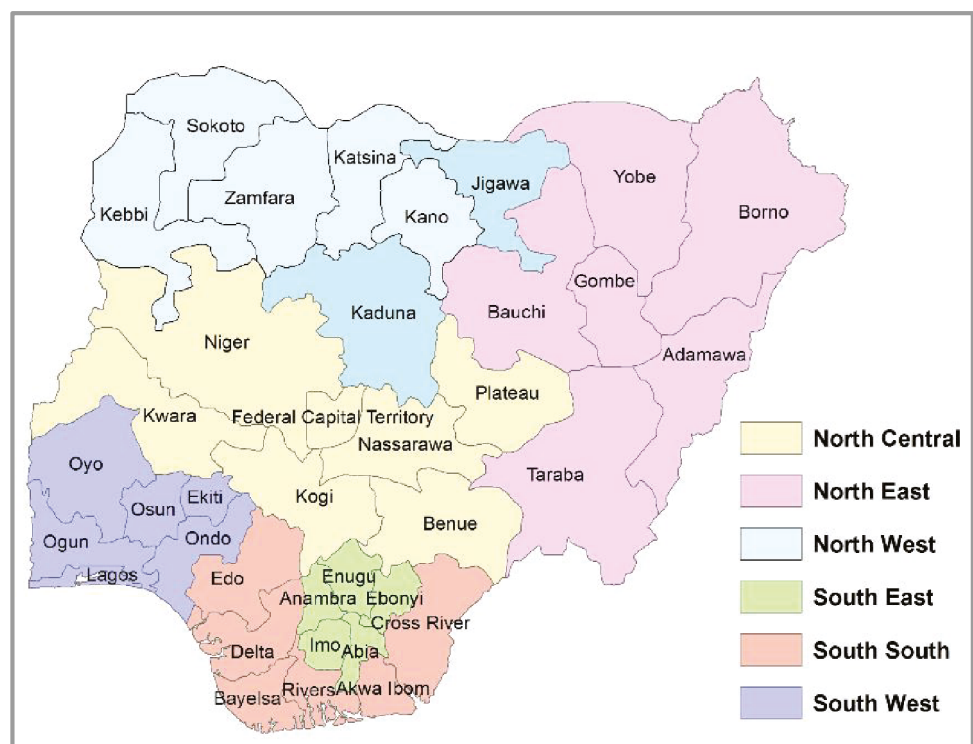 Sokoto
Katsina
Jigawa
Yobe
Zamfara
Kebbi
Kano
Borno
Gombe
Kaduna
Bauchi
Niger
Adamawa
Plateau
Kwara
Federal Capital Territory
Nassarawa
Oyo
Taraba
Kogi
Ekiti
Osun
Benue
Ogun
Ondo
Lagos
Edo
Enugu
Anambra
Ebonyi
Cross River
Imo
Abia
Delta
Bayelsa
Rivers
Akwa Ibom
North Central
North East
North West
South East
South South
South West